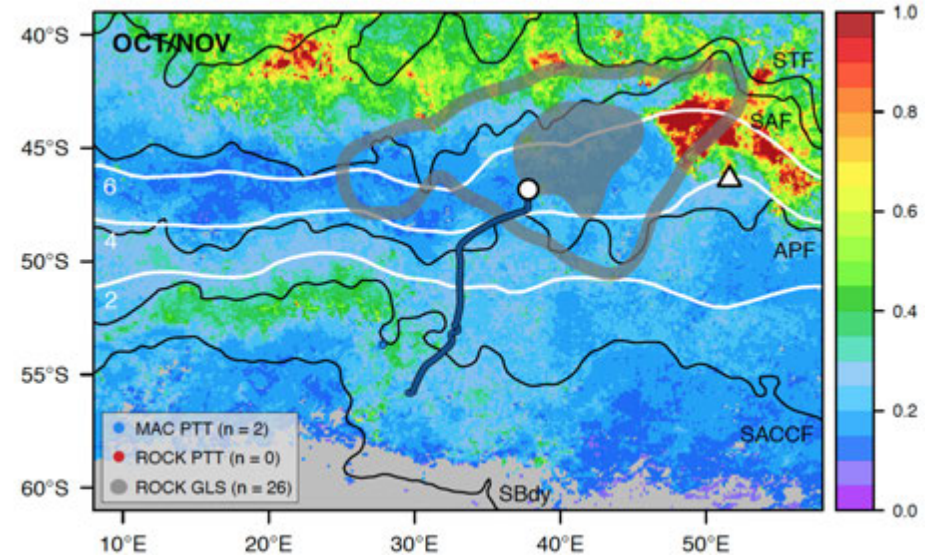 OCT/NOV
STF
SAF
APF
SACCF
SBdy
6
4
2
MAC PTT (n = 2)
ROCK PTT (n = 0)
ROCK GLS (n = 26)
40°S
45°S
50°S
55°S
60°S
10°E
20°E
30°E
40°E
50°E
1.0
0.8
0.6
0.4
0.2
0.0